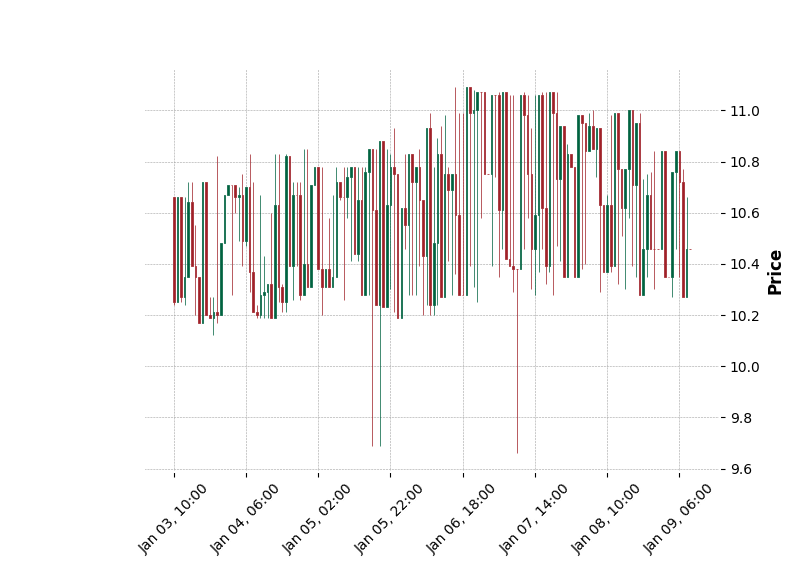 11.0
10.8
10.6
10.4
10.2
10.0
9.8
9.6
Price
Jan 03, 10:00
Jan 04, 06:00
Jan 05, 02:00
Jan 05, 22:00
Jan 06, 18:00
Jan 07, 14:00
Jan 08, 10:00
Jan 09, 06:00